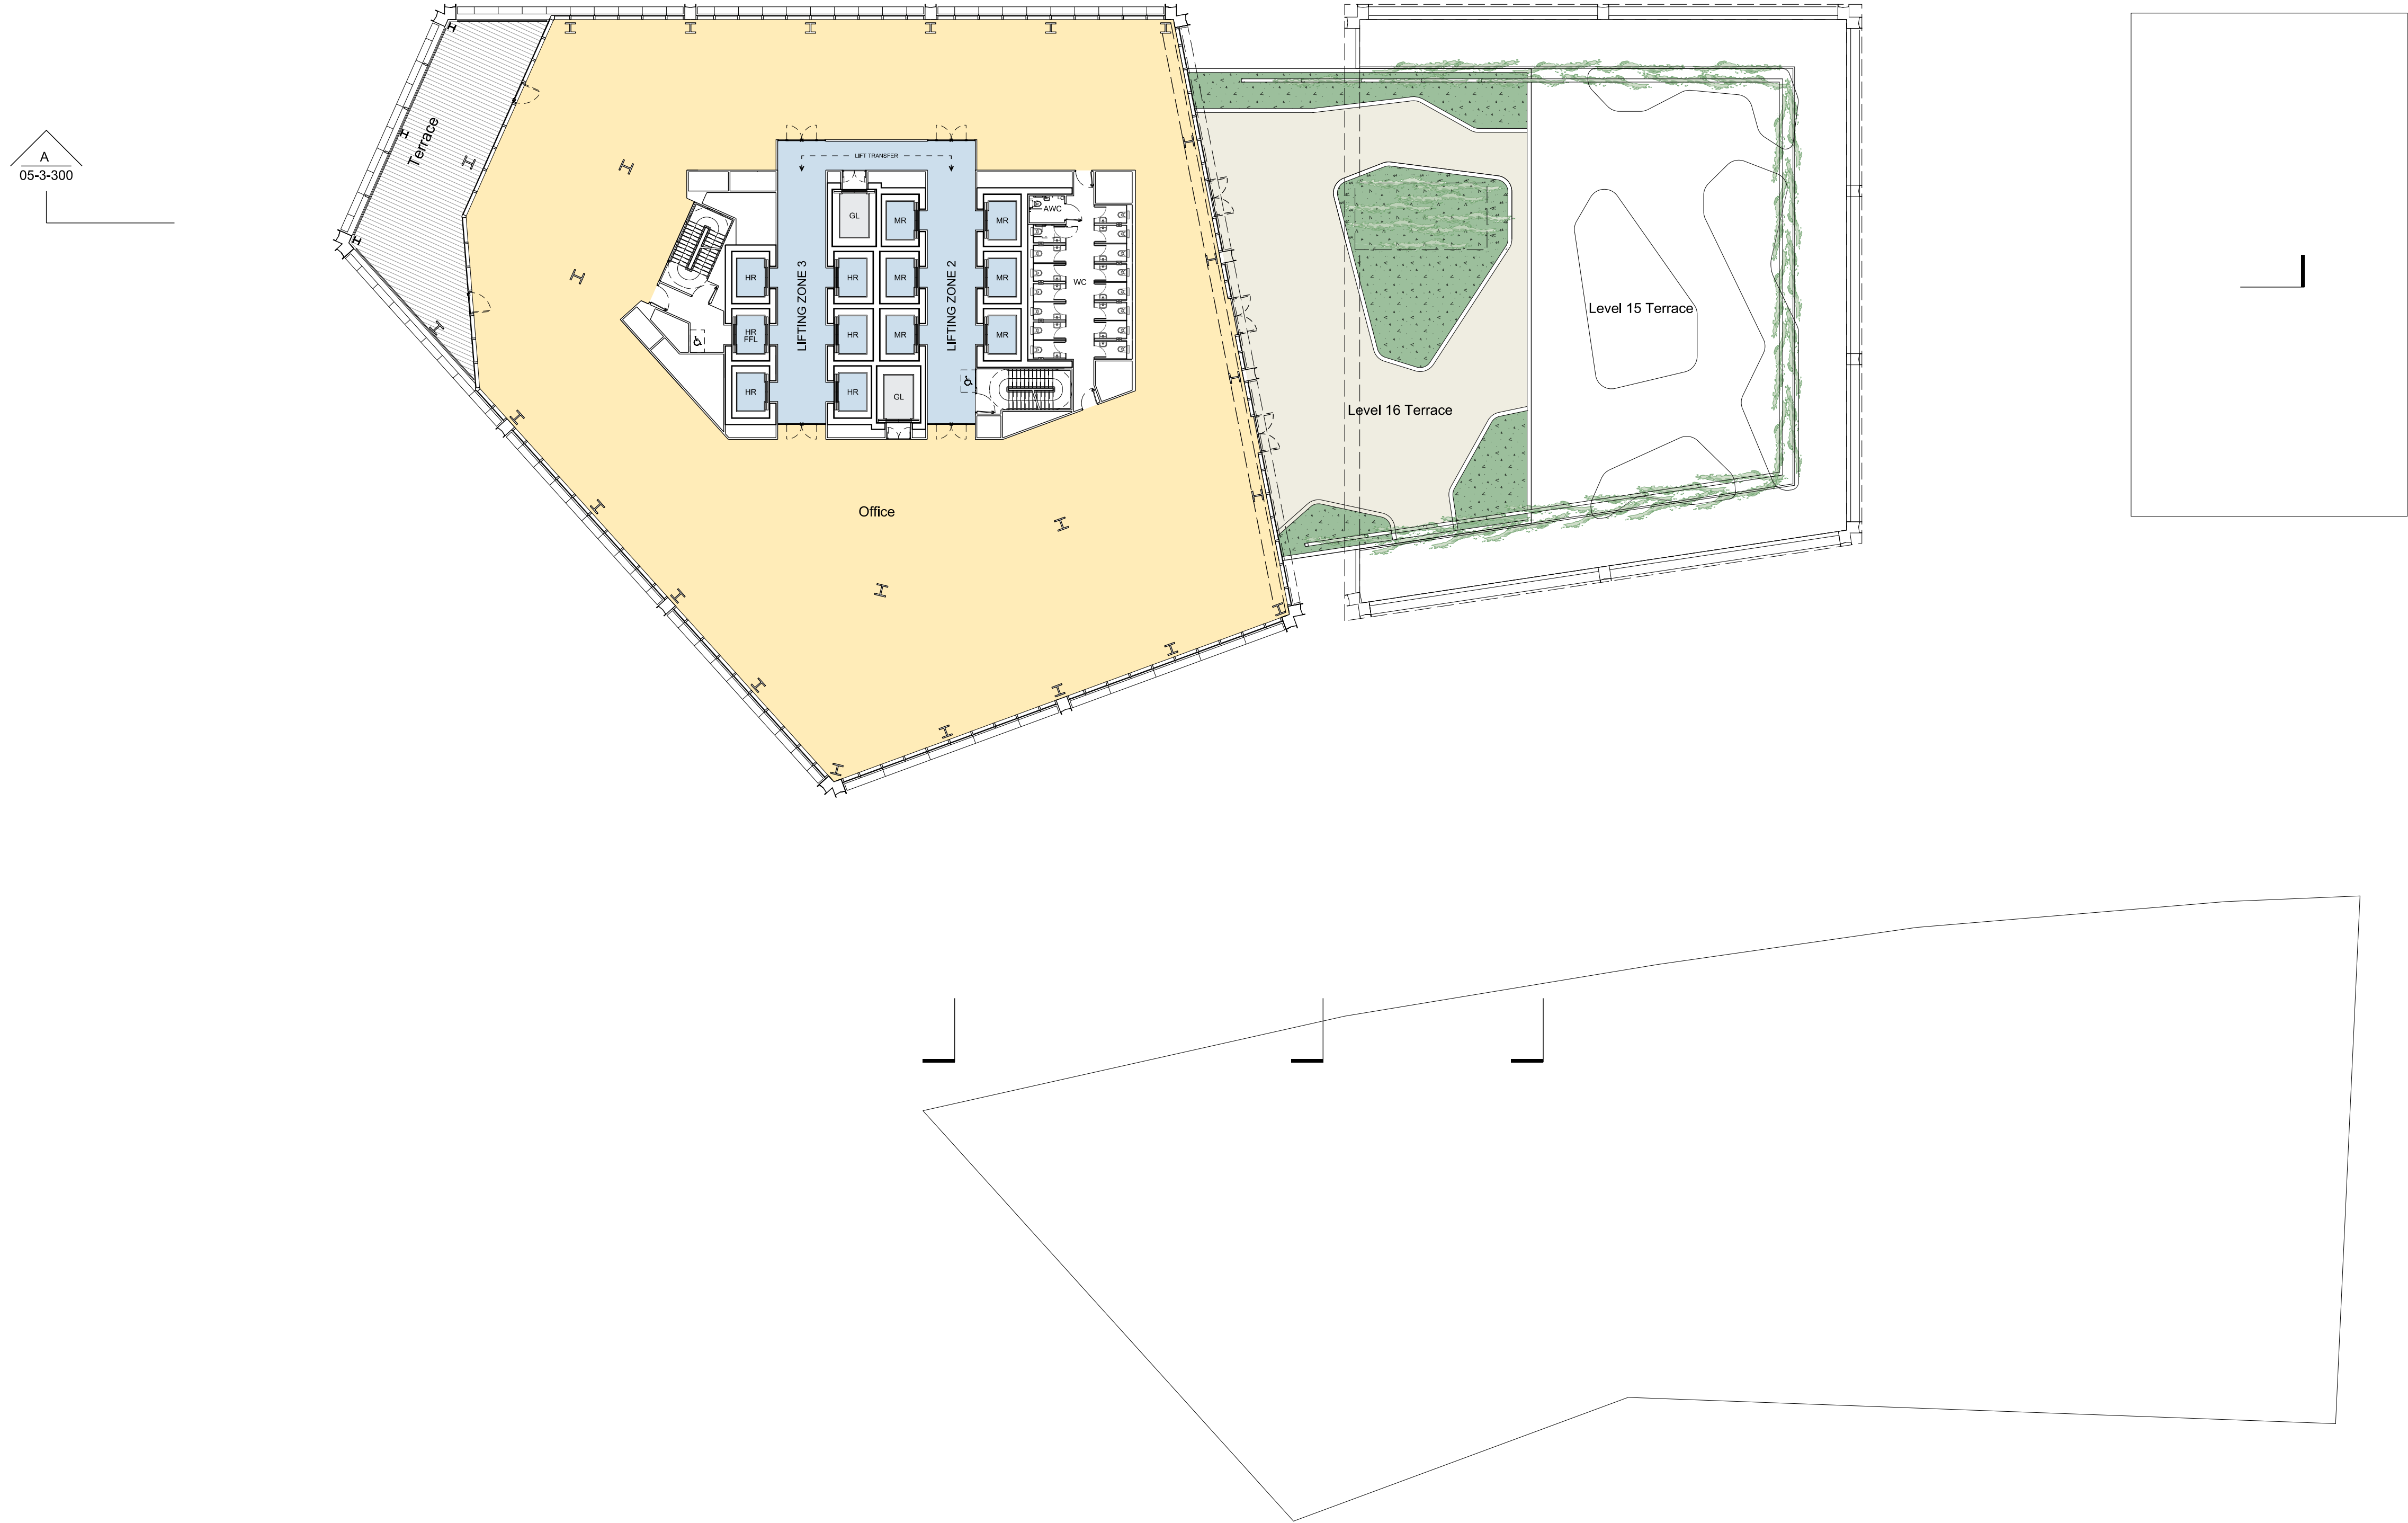 Terrace
A
05-3-300
LIFT TRANSFER
GL
MR
MR
AWC
HR
HR
MR
MR
WC
LIFTING ZONE 3
LIFTING ZONE 2
Level 15 Terrace
HR
FFL
HR
MR
MR
HR
HR
GL
Level 16 Terrace
Office